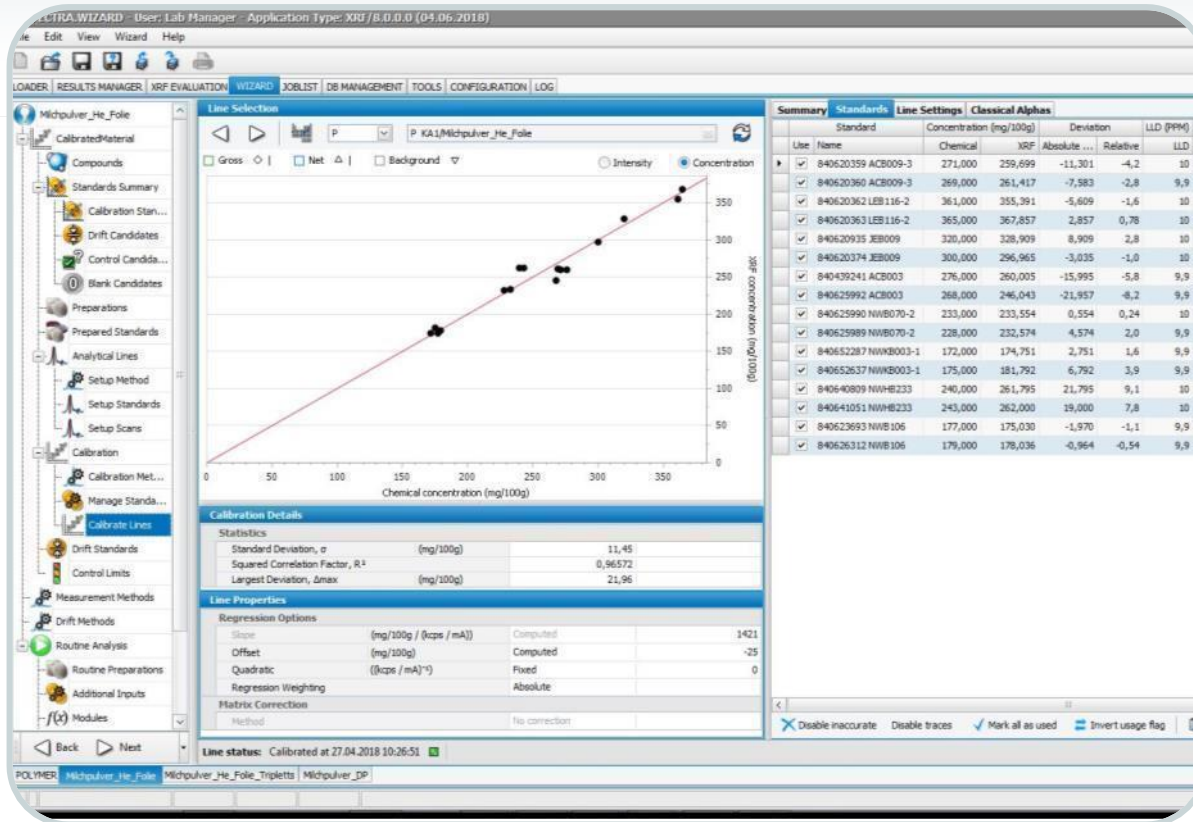 ECTRA.WIZARD - User: Lab Manager - Application Type: XRF/8.0.0.0 (04.06.2018)
Edit View Wizard Help
LOADER RESULTS MANAGER XRF EVALUATION WIZARD JOBLIST DB MANAGEMENT TOOLS CONFIGURATION LOG
Milchpulver_He_Folie
CalibratedMaterial
Compounds
Standards Summary
Calibration Stan...
Drift Candidates
Control Candida...
Blank Candidates
Preparations
Prepared Standards
Analytical Lines
Setup Method
Setup Standards
Setup Scans
Calibration
Calibration Met...
Manage Standa...
Calibrate Lines
Drift Standards
Control Limits
Measurement Methods
Drift Methods
Routine Analysis
Routine Preparations
Additional Inputs
f(x) Modules
Back Next
Line Selection
P P KA1/Milchpulver_He_Folie
Gross Net Background Intensity Concentration
350
300
250
200
150
100
50
0
XRF concentration (mg/100g)
0 50 100 150 200 250 300 350
Chemical concentration (mg/100g)
Calibration Details
Statistics
Standard Deviation, σ (mg/100g) 11,45
Squared Correlation Factor, R² 0,96572
Largest Deviation, Δmax (mg/100g) 21,96
Line Properties
Regression Options
Slope (mg/100g / (kcps / mA)) Computed 1421
Offset (mg/100g) Computed -25
Quadratic ((kcps / mA)⁻¹) Fixed 0
Regression Weighting Absolute
Matrix Correction
Method No correction
Line status: Calibrated at 27.04.2018 10:26:51
Summary Standards Line Settings Classical Alphas
Standard Concentration (mg/100g) Deviation LLD (PPM)
Use Name Chemical XRF Absolute ... Relative LLD
840620359 ACB009-3 271,000 259,699 -11,301 -4,2 10
840620360 ACB009-3 269,000 261,417 -7,583 -2,8 9,9
840620362 LEB116-2 361,000 355,391 -5,609 -1,6 10
840620363 LEB116-2 365,000 367,857 2,857 0,78 10
840620935 JEB009 320,000 328,909 8,909 2,8 10
840620374 JEB009 300,000 296,965 -3,035 -1,0 10
840439241 ACB003 276,000 260,005 -15,995 -5,8 9,9
840625992 ACB003 268,000 246,043 -21,957 -8,2 9,9
840625990 NWB070-2 233,000 233,554 0,554 0,24 10
840625989 NWB070-2 228,000 232,574 4,574 2,0 9,9
840652287 NWKB003-1 172,000 174,751 2,751 1,6 9,9
840652637 NWKB003-1 175,000 181,792 6,792 3,9 9,9
840640809 NWHB233 240,000 261,795 21,795 9,1 10
840641051 NWHB233 243,000 262,000 19,000 7,8 10
840623693 NWB106 177,000 175,030 -1,970 -1,1 9,9
840626312 NWB106 179,000 178,036 -0,964 -0,54 9,9
Disable inaccurate Disable traces Mark all as used Invert usage flag
POLYMER Milchpulver_He_Folie Milchpulver_He_Folie_Tripletts Milchpulver_DP